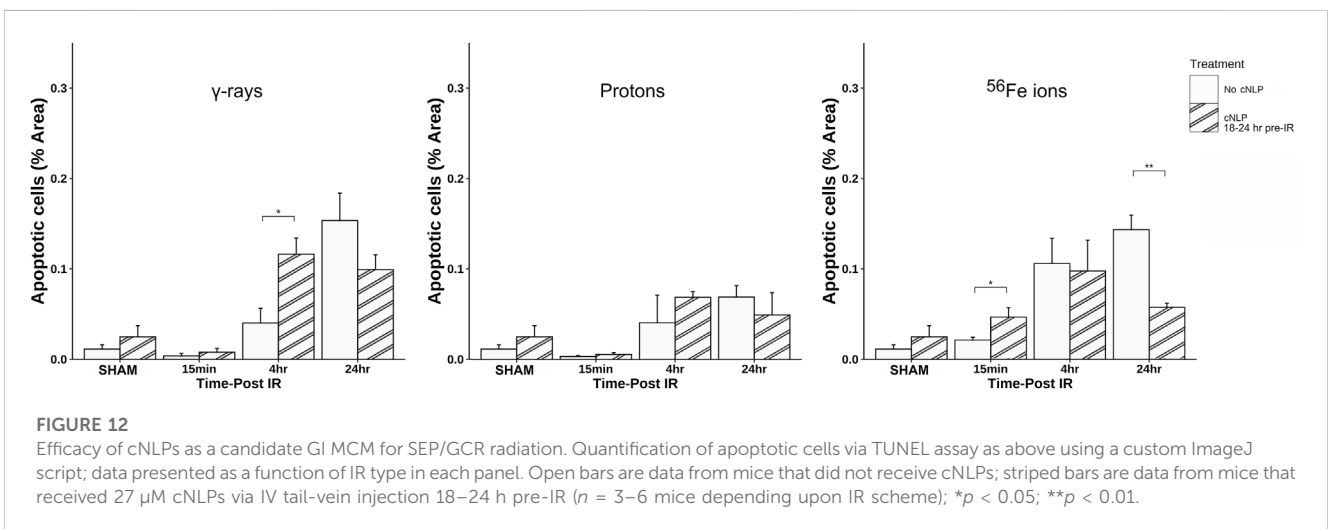 γ-rays
Apoptotic cells (% Area)
0.3
0.2
0.1
0.0
*
SHAM 15min 4hr 24hr
Time-Post IR
Protons
Apoptotic cells (% Area)
0.3
0.2
0.1
0.0
SHAM 15min 4hr 24hr
Time-Post IR
56Fe ions
Apoptotic cells (% Area)
0.3
0.2
0.1
0.0
*
**
SHAM 15min 4hr 24hr
Time-Post IR
Treatment
No cNLP
cNLP
18-24 hr pre-IR
FIGURE 12
Efficacy of cNLPs as a candidate GI MCM for SEP/GCR radiation. Quantification of apoptotic cells via TUNEL assay as above using a custom ImageJ
script; data presented as a function of IR type in each panel. Open bars are data from mice that did not receive cNLPs; striped bars are data from mice that
received 27 µM cNLPs via IV tail-vein injection 18–24 h pre-IR (n = 3–6 mice depending upon IR scheme); *p < 0.05; **p < 0.01.